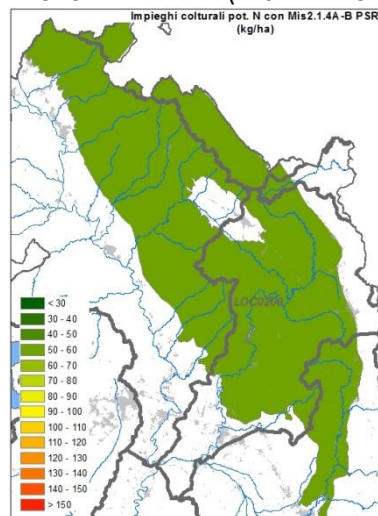 Impieghi colturali pot. N con Mis2.1.4A-B PSR
(kg/ha)
LOC0200
< 30
30 - 40
40 - 50
50 - 60
60 - 70
70 - 80
80 - 90
90 - 100
100 - 110
110 - 120
120 - 130
130 - 140
140 - 150
> 150